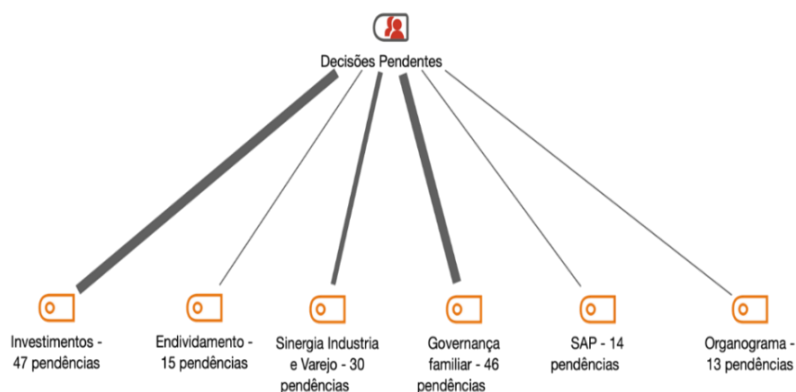 Decisões Pendentes
Investimentos -
47 pendências
Endividamento -
15 pendências
Sinergia Industria
e Varejo - 30
pendências
Governança
familiar - 46
pendências
SAP - 14
pendências
Organograma -
13 pendências